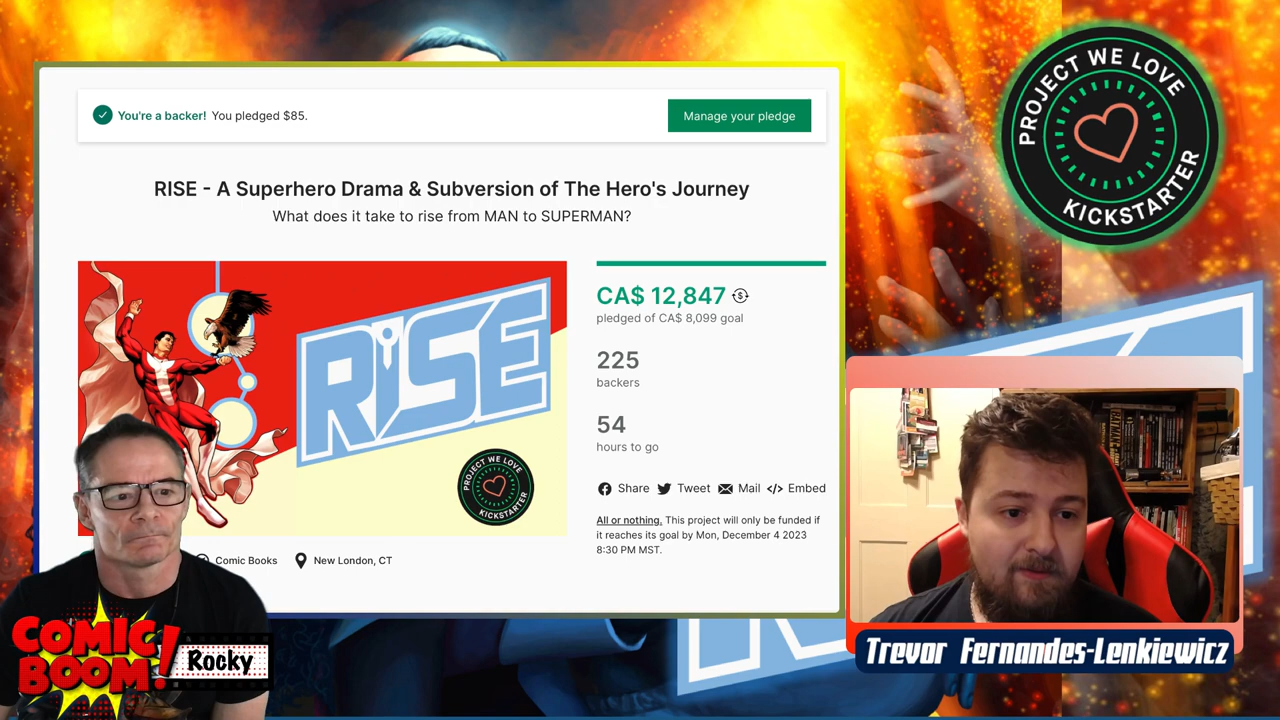 You're a backer! You pledged $85.
Manage your pledge
RISE - A Superhero Drama & Subversion of The Hero's Journey
What does it take to rise from MAN to SUPERMAN?
RiSE
PROJECT WE LOVE
KICKSTARTER
CA$ 12,847
pledged of CA$ 8,099 goal
225
backers
54
hours to go
Share Tweet Mail </> Embed
All or nothing. This project will only be funded if
it reaches its goal by Mon, December 4 2023
8:30 PM MST.
Comic Books New London, CT
PROJECT WE LOVE
KICKSTARTER
COMIC
BOOM!
Rocky
Trevor Fernandes-Lenkiewicz